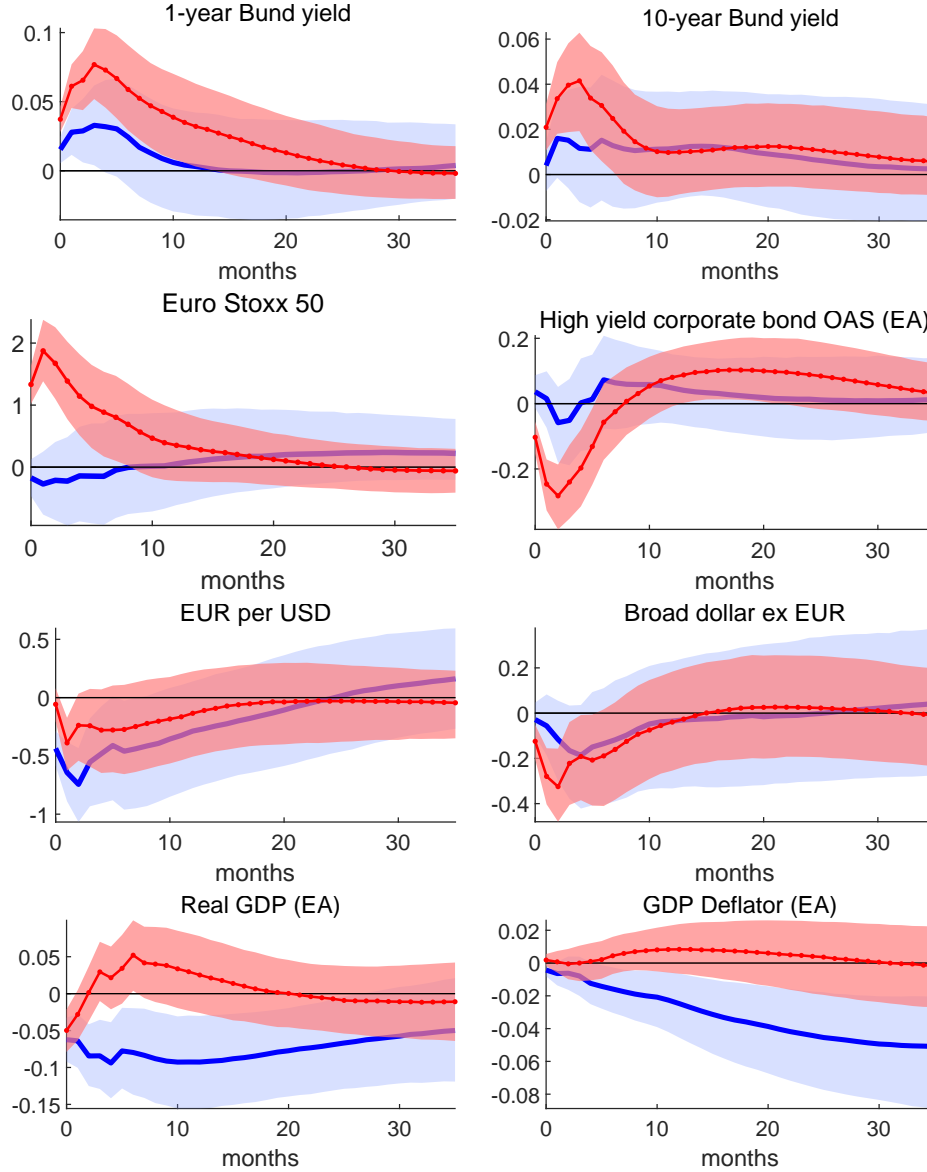 1-year Bund yield
0.1
0.05
0
0 10 20 30
months
10-year Bund yield
0.06
0.04
0.02
0
-0.02
0 10 20 30
months
Euro Stoxx 50
2
1
0
0 10 20 30
months
High yield corporate bond OAS (EA)
0.2
0
-0.2
0 10 20 30
months
EUR per USD
0.5
0
-0.5
-1
0 10 20 30
months
Broad dollar ex EUR
0.2
0
-0.2
-0.4
0 10 20 30
months
Real GDP (EA)
0.05
0
-0.05
-0.1
-0.15
0 10 20 30
months
GDP Deflator (EA)
0.02
0
-0.02
-0.04
-0.06
-0.08
0 10 20 30
months